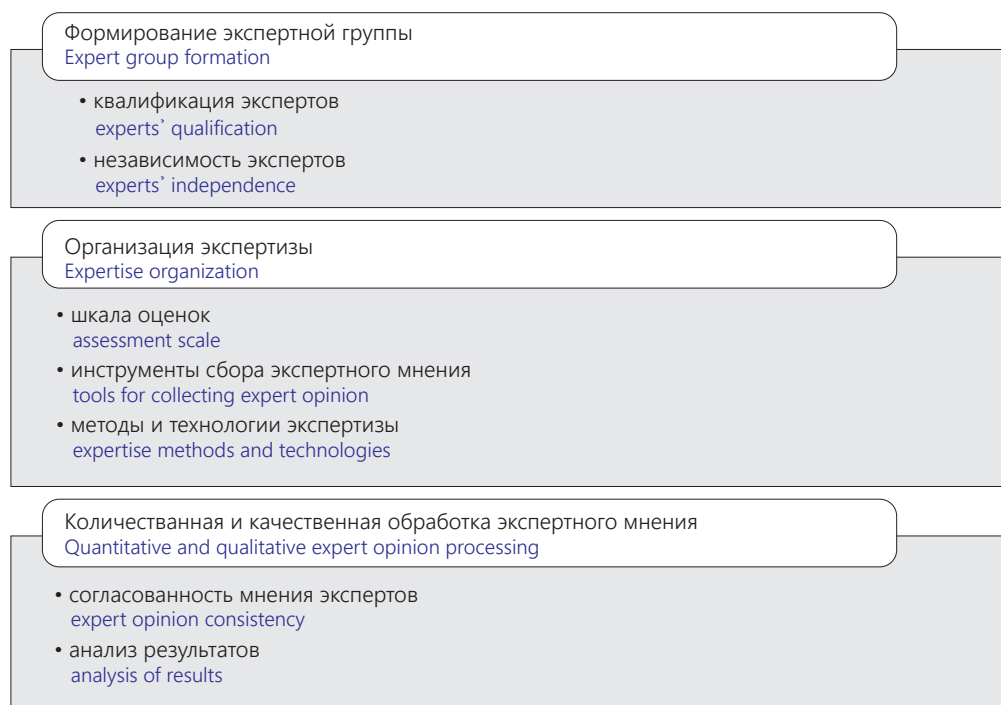 Формирование экспертной группы
Expert group formation
• квалификация экспертов
experts᾽ qualification
• независимость экспертов
experts᾽ independence
Организация экспертизы
Expertise organization
• шкала оценок
assessment scale
• инструменты сбора экспертного мнения
tools for collecting expert opinion
• методы и технологии экспертизы
expertise methods and technologies
Количестванная и качественная обработка экспертного мнения
Quantitative and qualitative expert opinion processing
• согласованность мнения экспертов
expert opinion consistency
• анализ результатов
analysis of results